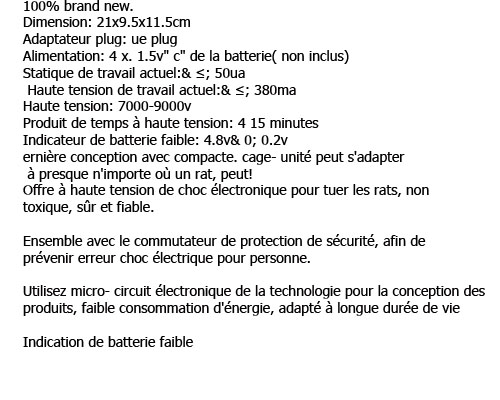 100% brand new.
Dimension: 21x9.5x11.5cm
Adaptateur plug: ue plug
Alimentation: 4 x. 1.5v" c" de la batterie( non inclus)
Statique de travail actuel:& ≤; 50ua
Haute tension de travail actuel:& ≤; 380ma
Haute tension: 7000-9000v
Produit de temps à haute tension: 4 15 minutes
Indicateur de batterie faible: 4.8v& 0; 0.2v
ernière conception avec compacte. cage- unité peut s'adapter
à presque n'importe où un rat, peut!
Offre à haute tension de choc électronique pour tuer les rats, non
toxique, sûr et fiable.
Ensemble avec le commutateur de protection de sécurité, afin de
prévenir erreur choc électrique pour personne.
Utilisez micro- circuit électronique de la technologie pour la conception des
produits, faible consommation d'énergie, adapté à longue durée de vie
Indication de batterie faible